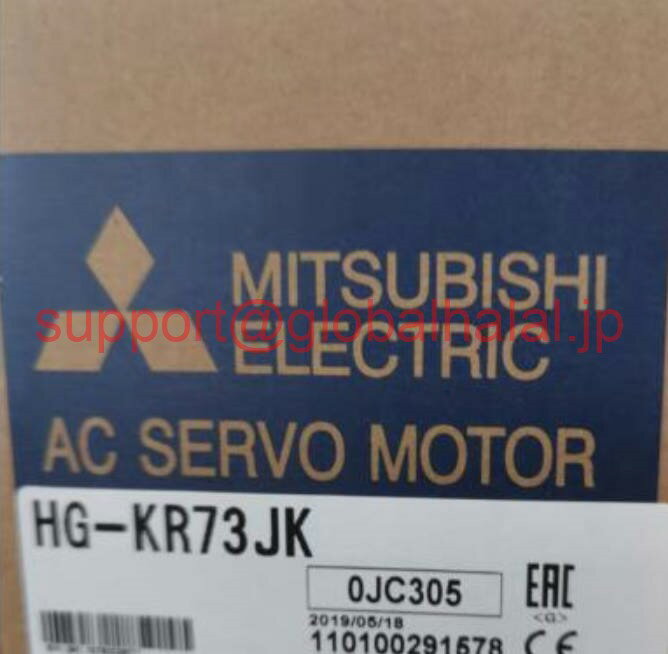 MITSUBISHI
support@globalhalal.jp
ELECTRIC
AC SERVO MOTOR
HG-KR73JK
0JC305
EAC
2019/05/18
<G>
110100291578 CE